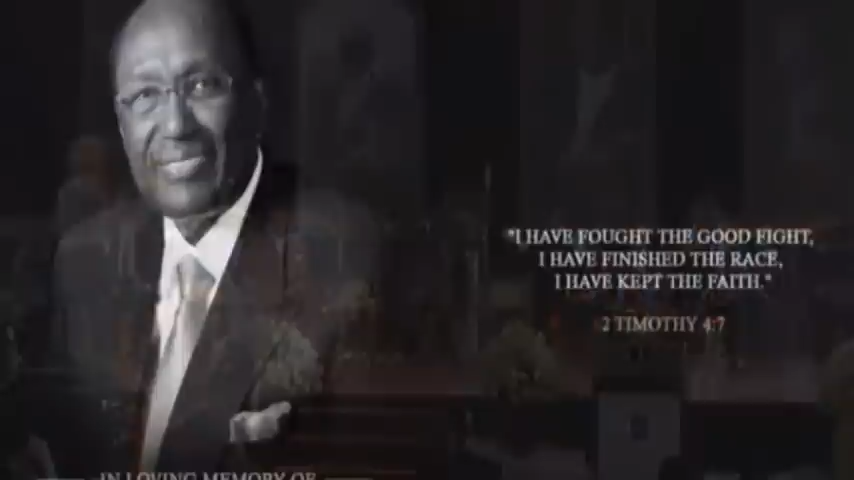 "I HAVE FOUGHT THE GOOD FIGHT,
I HAVE FINISHED THE RACE,
I HAVE KEPT THE FAITH."
2 TIMOTHY 4:7
IN LOVING MEMORY OF